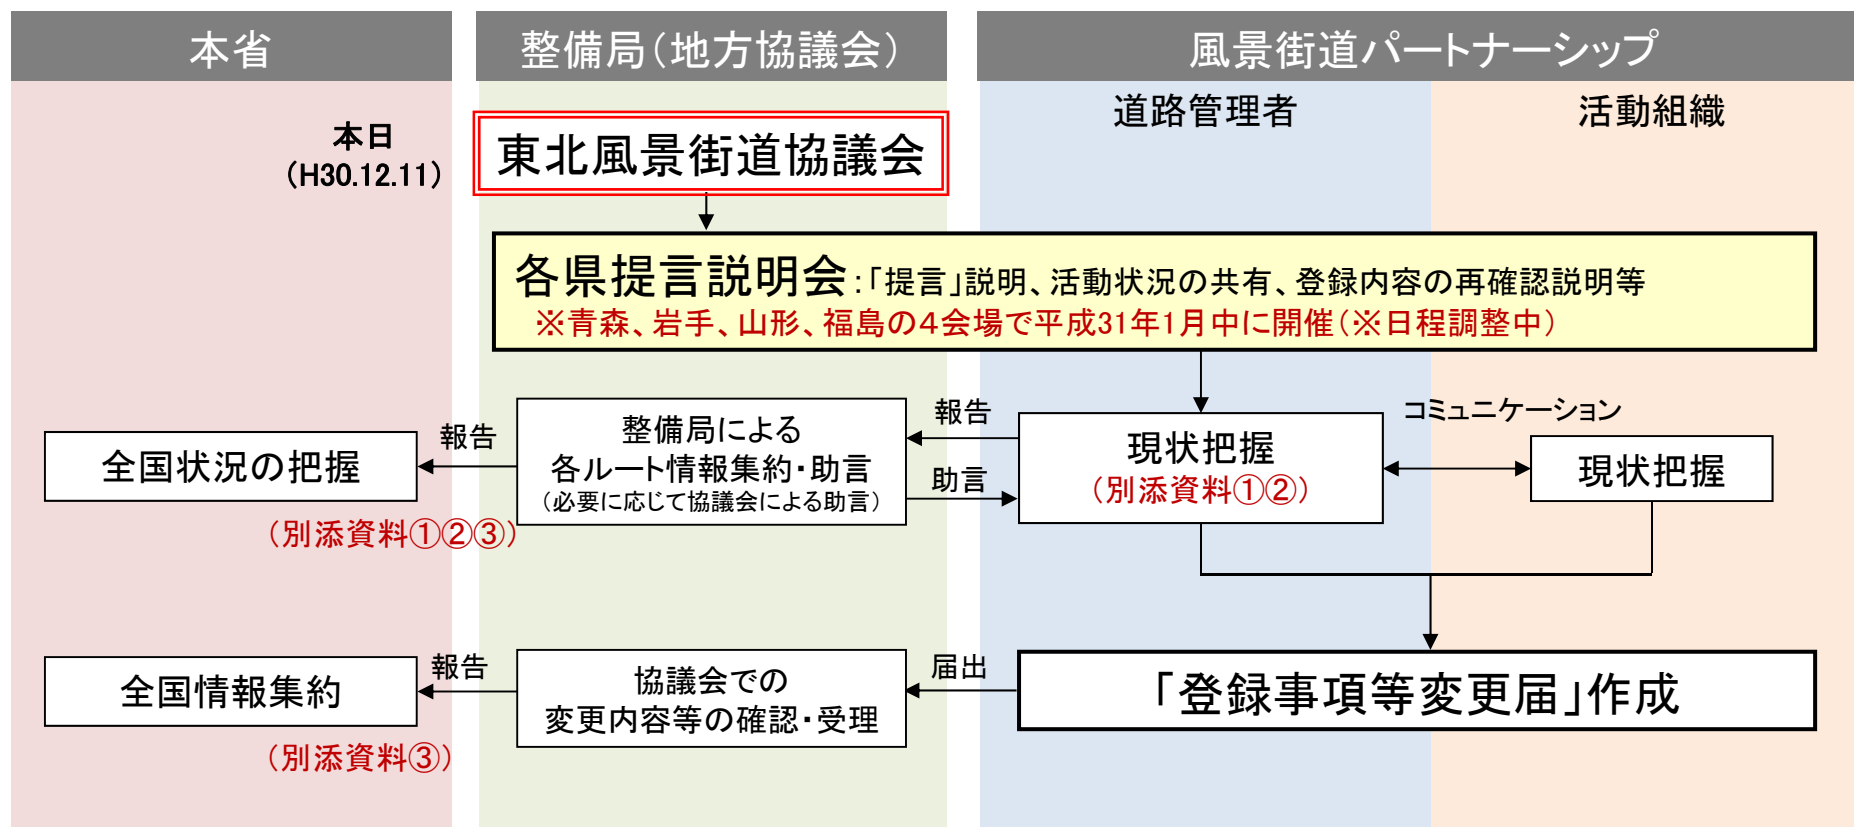 本省
整備局（地方協議会）
風景街道パートナーシップ
道路管理者
活動組織
本日
（H30.12.11）
東北風景街道協議会
各県提言説明会：「提言」説明、活動状況の共有、登録内容の再確認説明等
※青森、岩手、山形、福島の４会場で平成31年1月中に開催（※日程調整中）
全国状況の把握
（別添資料①②③）
報告
整備局による
各ルート情報集約・助言
（必要に応じて協議会による助言）
報告
助言
現状把握
（別添資料①②）
コミュニケーション
現状把握
全国情報集約
（別添資料③）
報告
協議会での
変更内容等の確認・受理
届出
「登録事項等変更届」作成